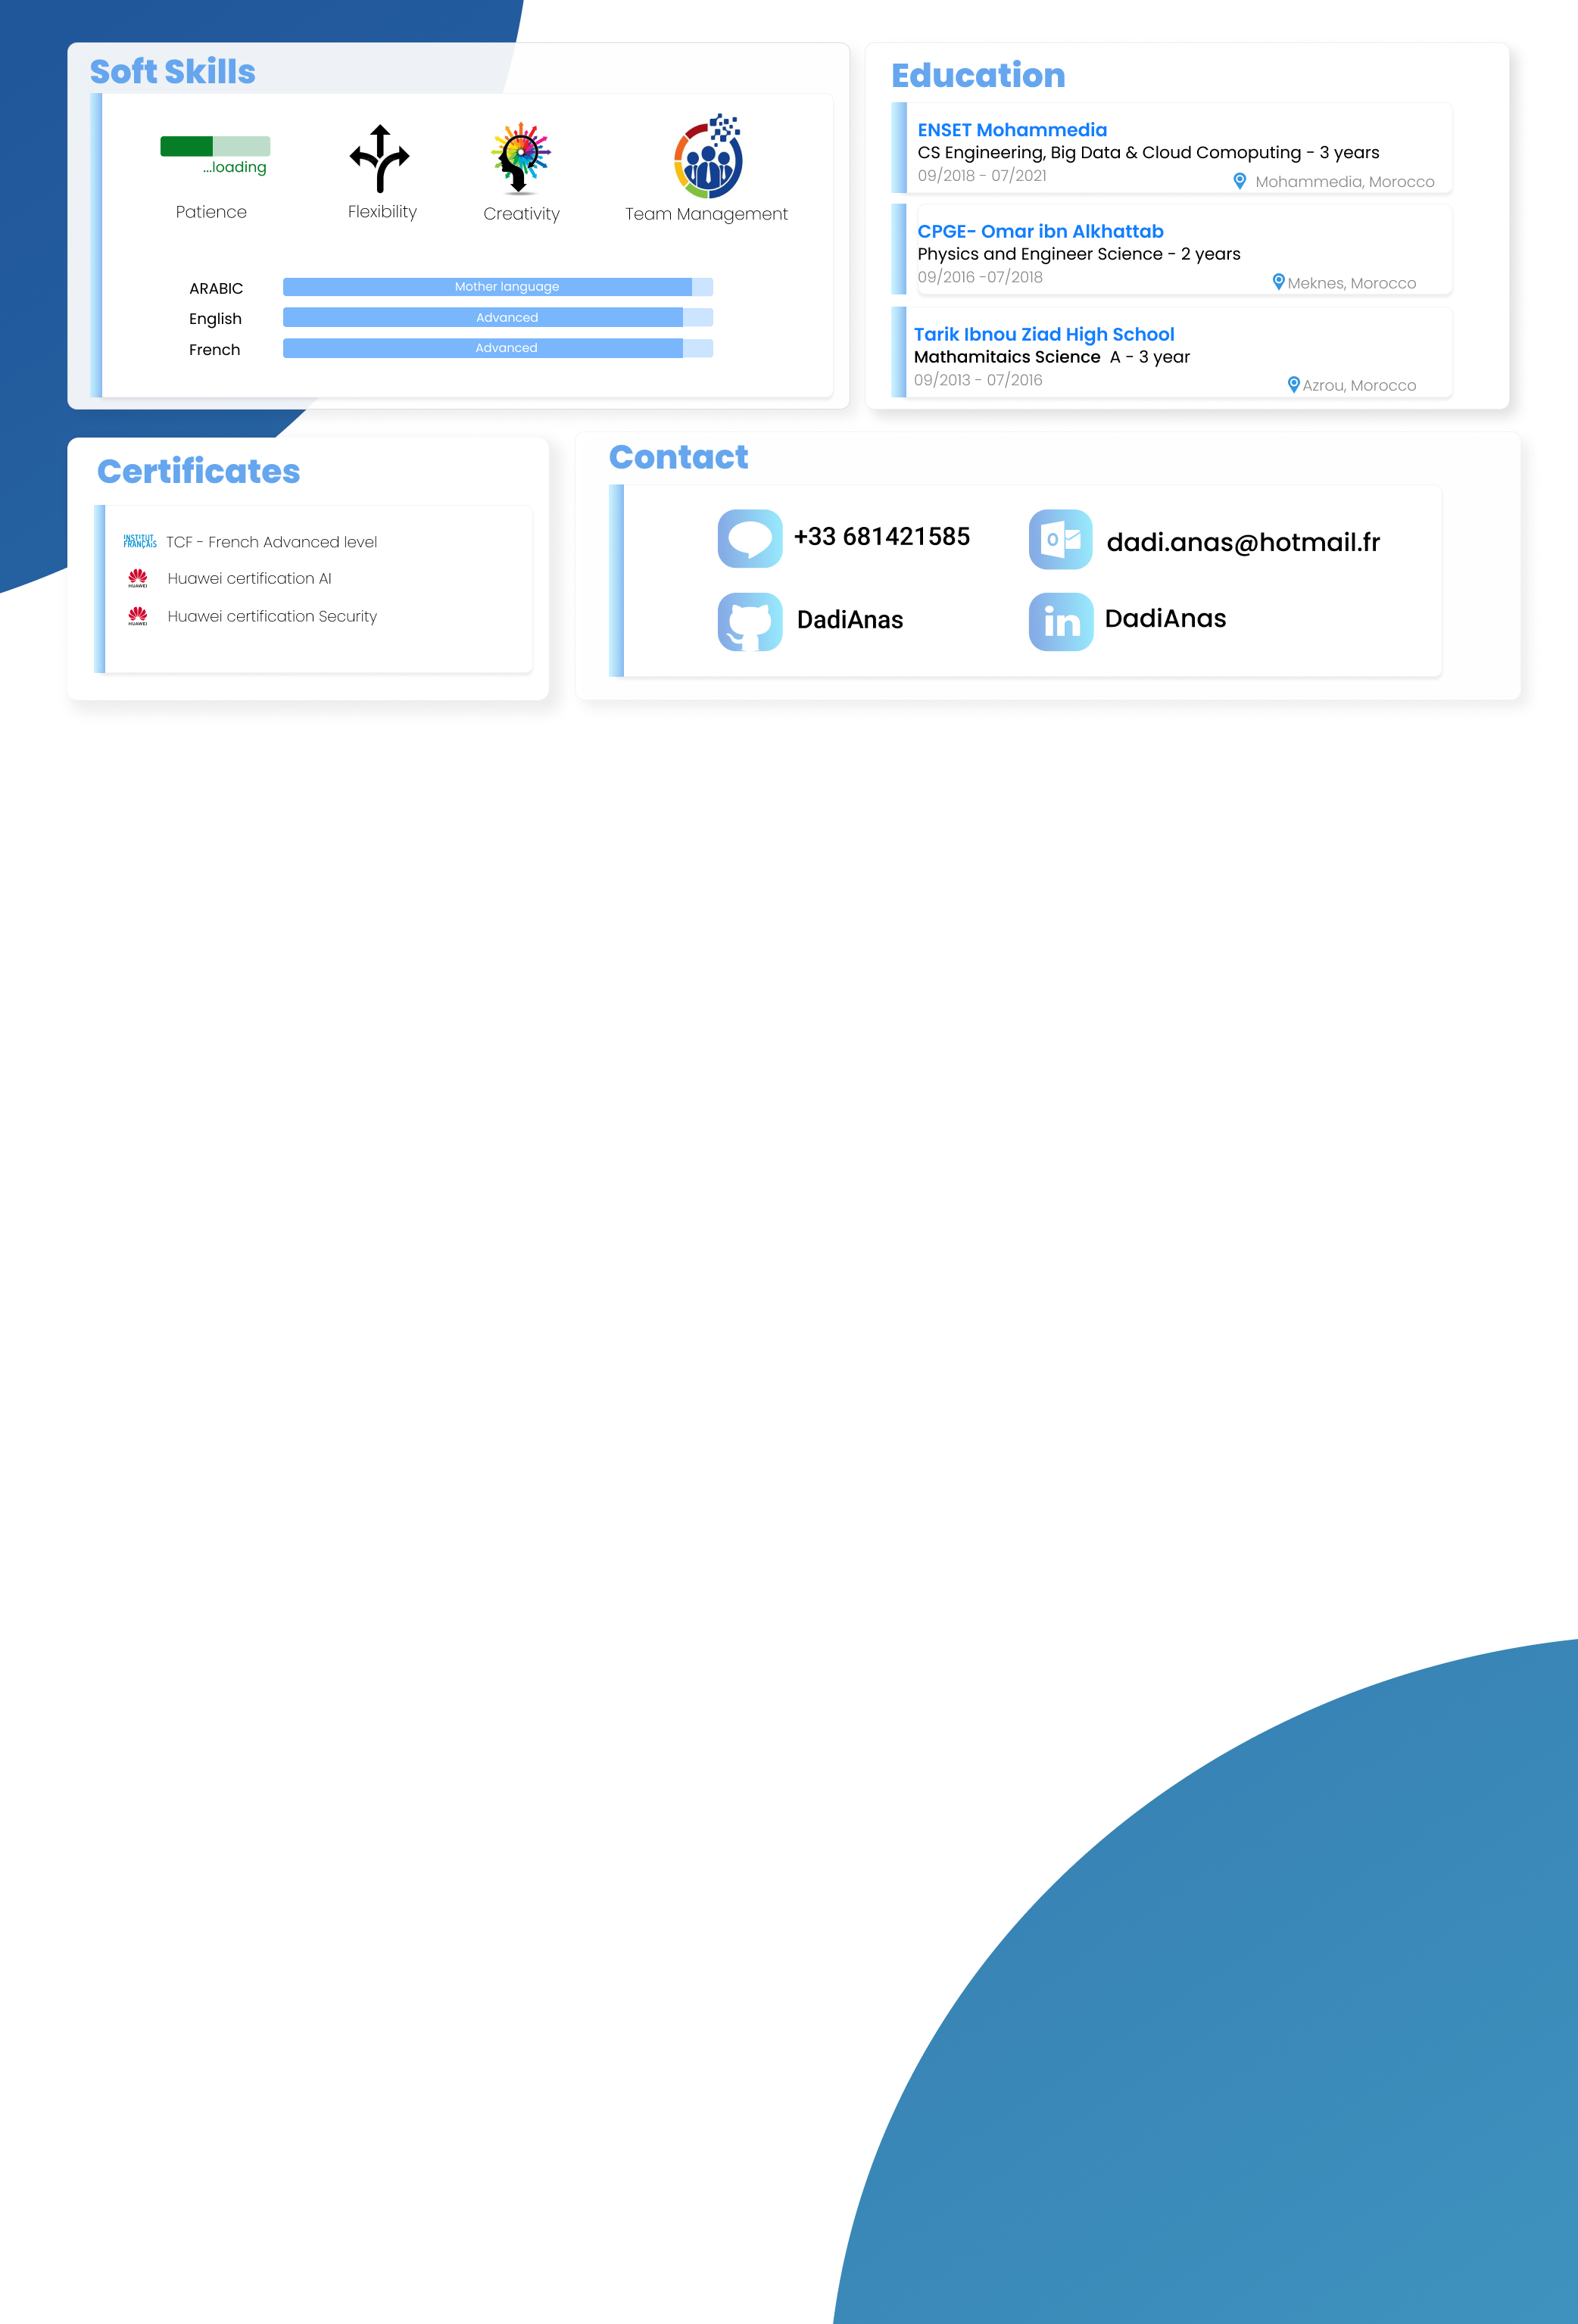 Soft Skills
...loading
Patience
Flexibility
Creativity
Team Management
ARABIC
Mother language
English
Advanced
French
Advanced
Education
ENSET Mohammedia
CS Engineering, Big Data & Cloud Comoputing - 3 years
09/2018 - 07/2021
Mohammedia, Morocco
CPGE- Omar ibn Alkhattab
Physics and Engineer Science - 2 years
09/2016 -07/2018
Meknes, Morocco
Tarik Ibnou Ziad High School
Mathamitaics Science A - 3 year
09/2013 - 07/2016
Azrou, Morocco
Certificates
INSTITUT FRANÇAIS
TCF - French Advanced level
HUAWEI
Huawei certification AI
HUAWEI
Huawei certification Security
Contact
+33 681421585
dadi.anas@hotmail.fr
DadiAnas
in
DadiAnas